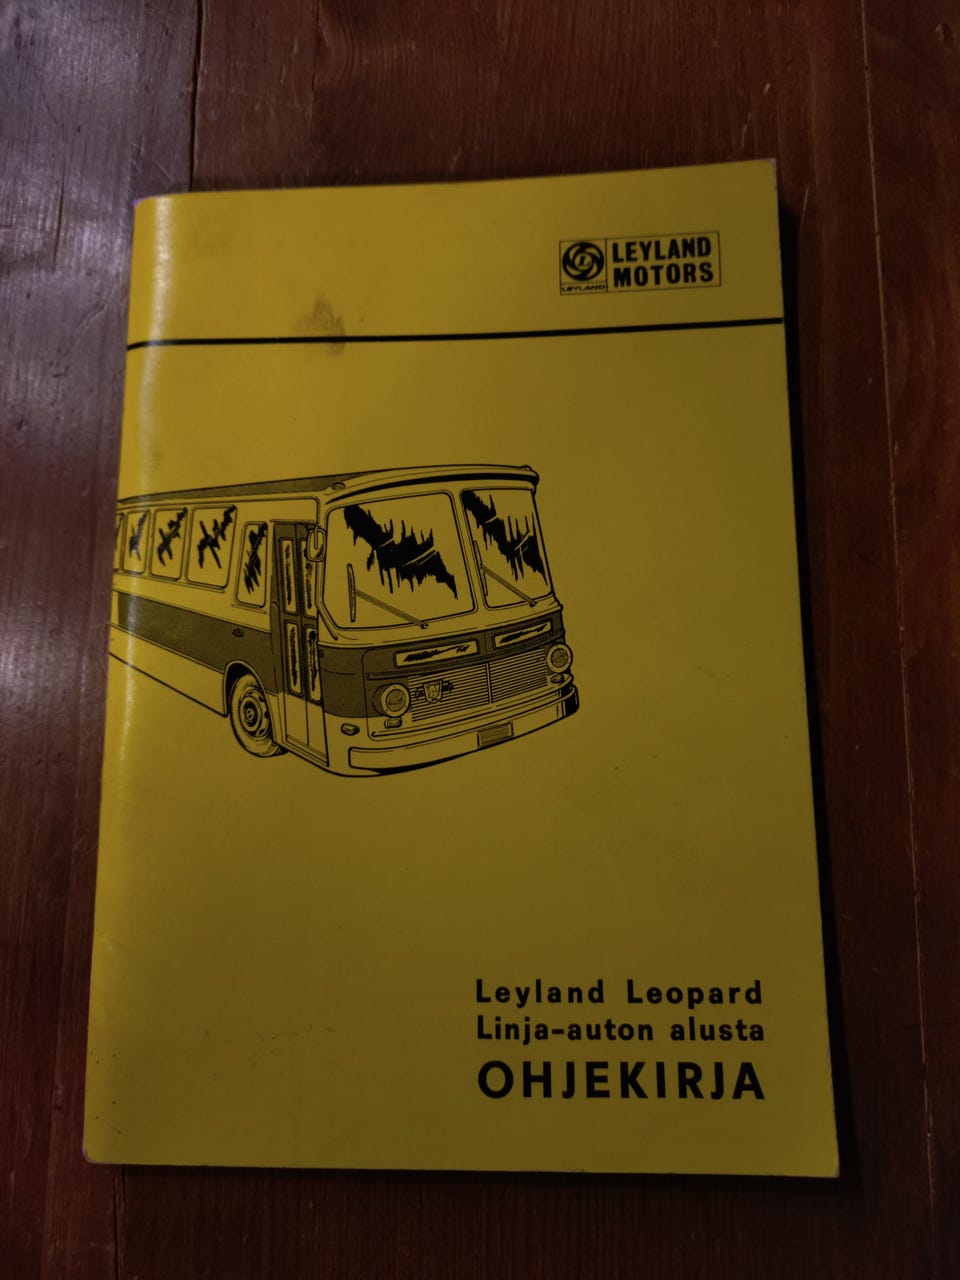 LEYLAND
MOTORS
LEYLAND
Leyland Leopard
Linja-auton alusta
OHJEKIRJA